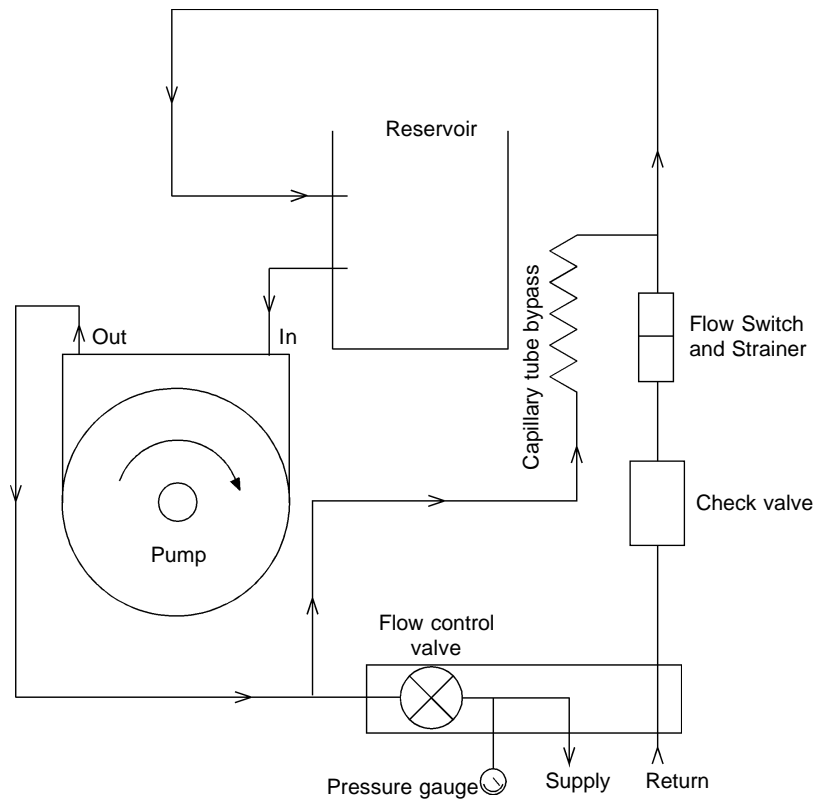 Reservoir
Out
In
Capillary tube bypass
Flow Switch
and Strainer
Check valve
Pump
Flow control
valve
Pressure gauge
Supply
Return